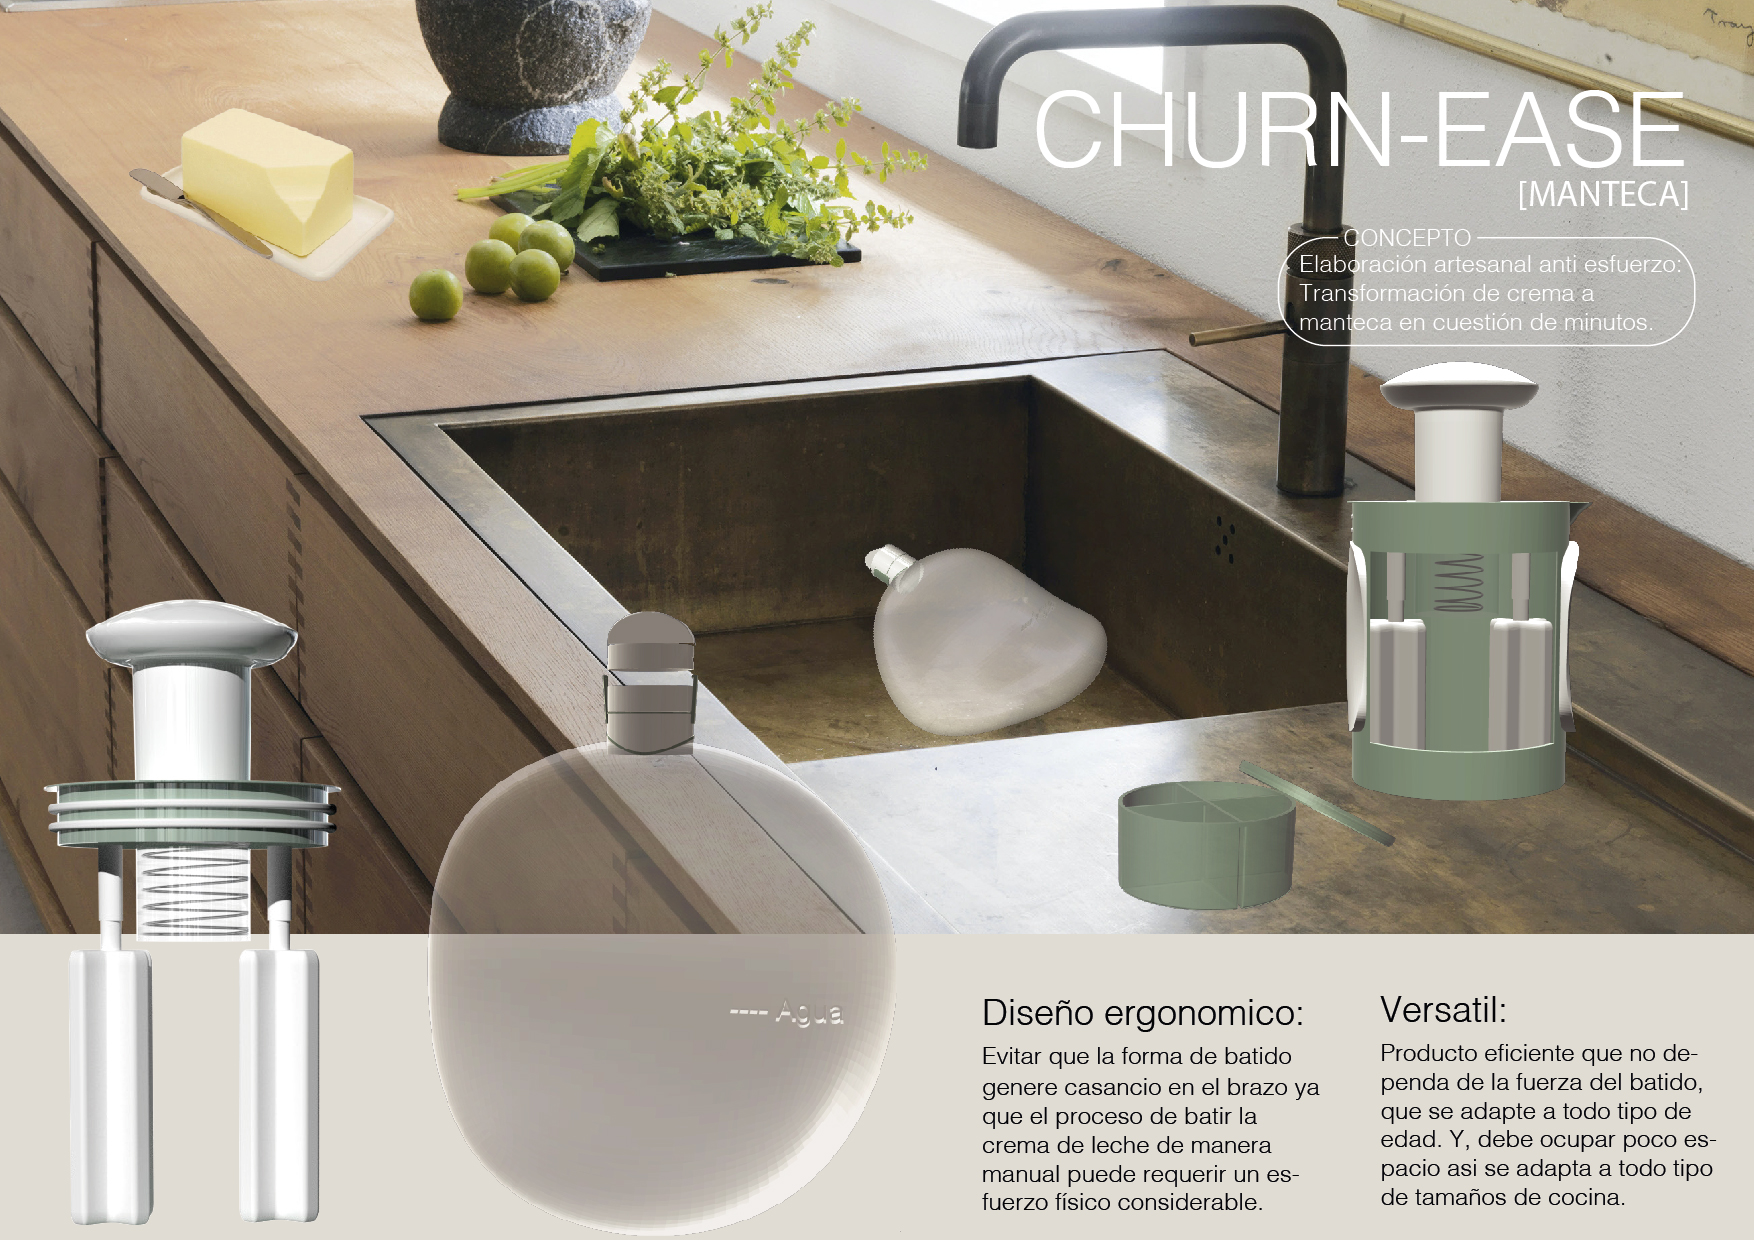 CHURN-EASE
[MANTECA]
CONCEPTO
Elaboración artesanal anti esfuerzo:
Transformación de crema a
manteca en cuestión de minutos.
---- Agua
Diseño ergonomico:
Evitar que la forma de batido
genere casancio en el brazo ya
que el proceso de batir la
crema de leche de manera
manual puede requerir un es-
fuerzo físico considerable.
Versatil:
Producto eficiente que no de-
penda de la fuerza del batido,
que se adapte a todo tipo de
edad. Y, debe ocupar poco es-
pacio asi se adapta a todo tipo
de tamaños de cocina.